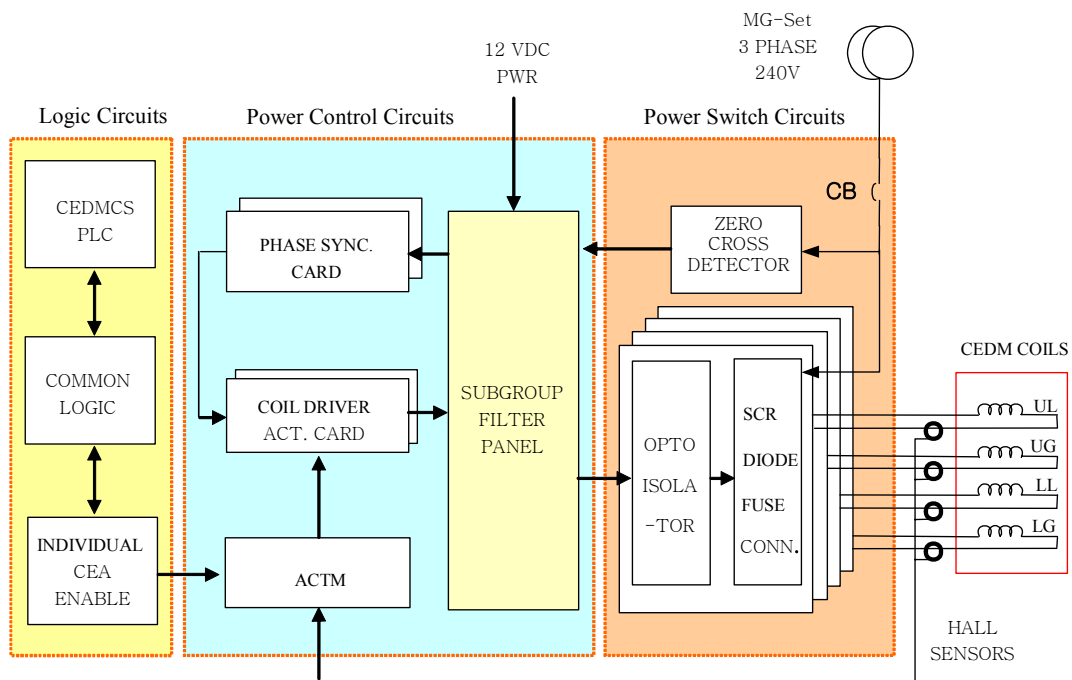 MG-Set
3 PHASE
240V
12 VDC
PWR
Logic Circuits
Power Control Circuits
Power Switch Circuits
CEDMCS
PLC
COMMON
LOGIC
INDIVIDUAL
CEA
ENABLE
PHASE SYNC.
CARD
COIL DRIVER
ACT. CARD
ACTM
SUBGROUP
FILTER
PANEL
CB
ZERO
CROSS
DETECTOR
OPTO
ISOLA
-TOR
SCR
DIODE
FUSE
CONN.
CEDM COILS
UL
UG
LL
LG
HALL
SENSORS